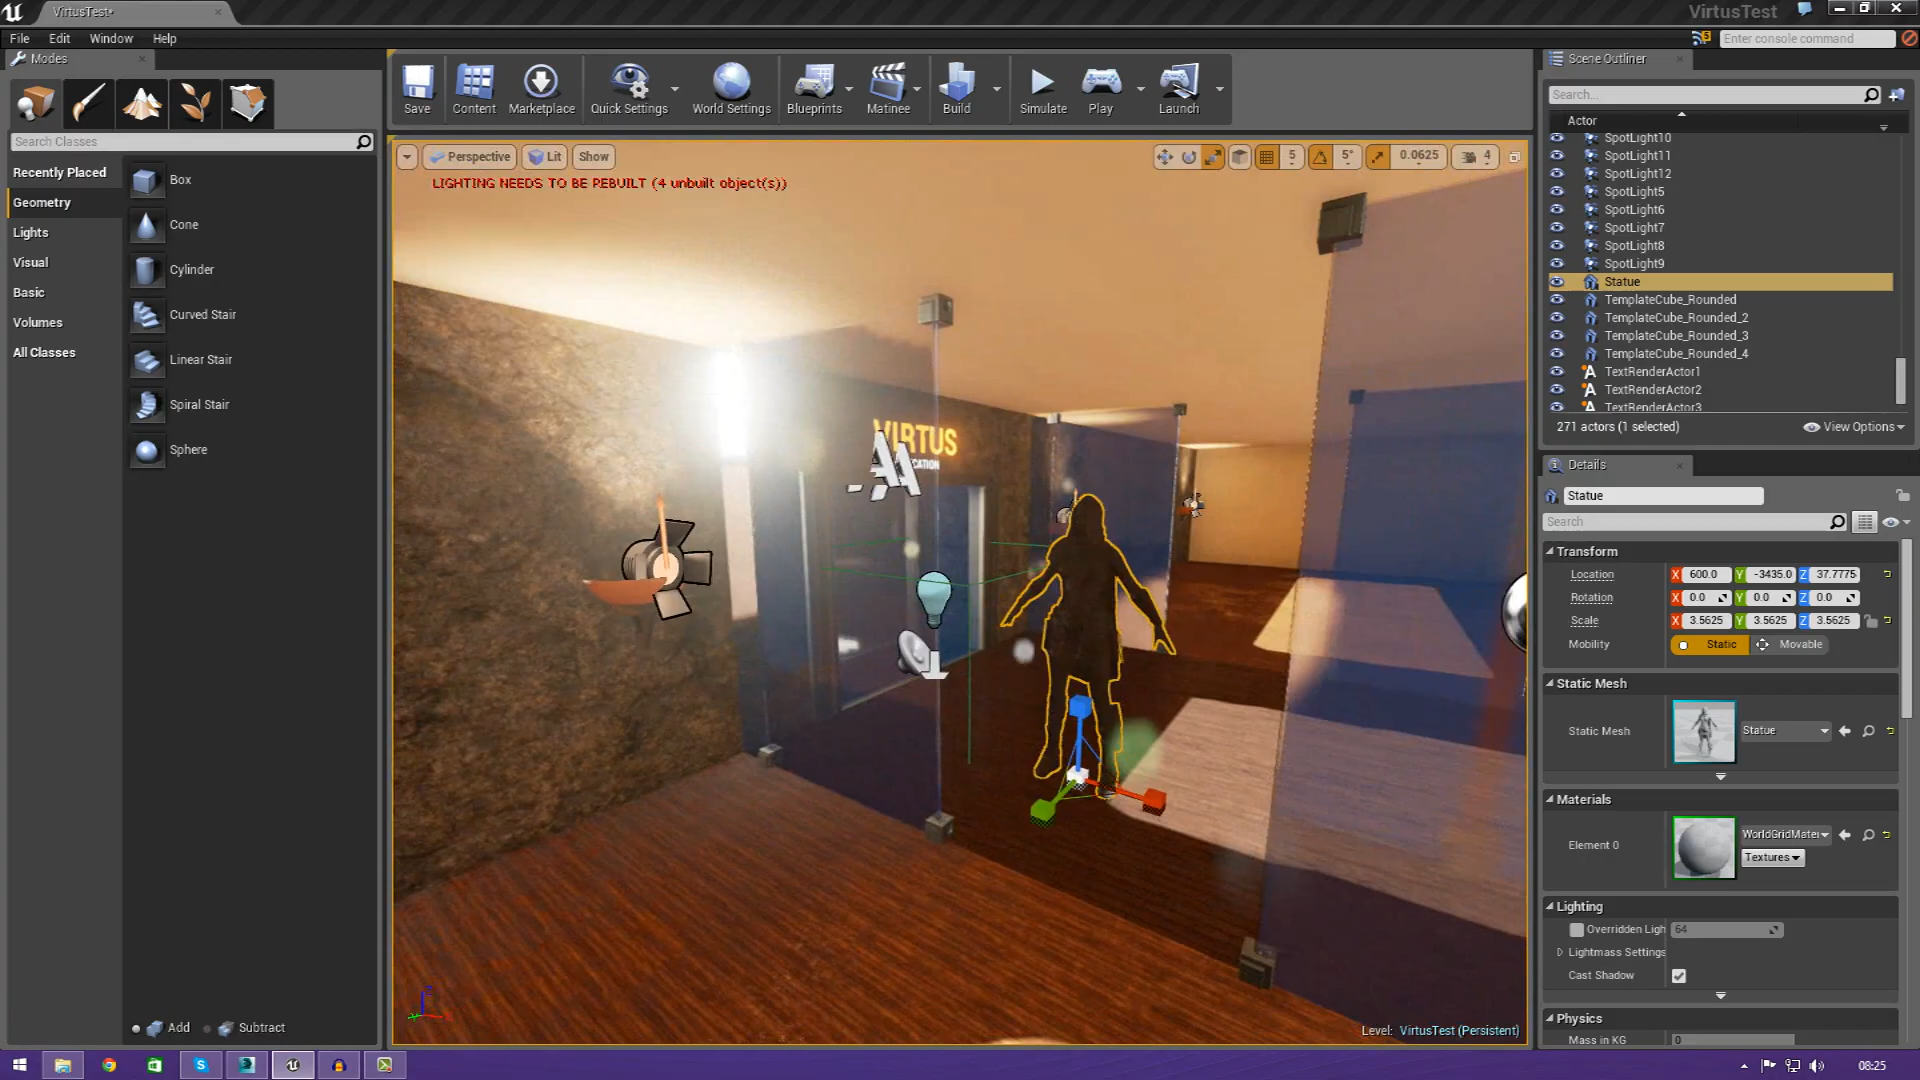 VirtusTest•
VirtusTest
File Edit Window Help
Enter console command
Modes
Search Classes
Recently Placed
Geometry
Lights
Visual
Basic
Volumes
All Classes
Box
Cone
Cylinder
Curved Stair
Linear Stair
Spiral Stair
Sphere
Add Subtract
Save Content Marketplace Quick Settings World Settings Blueprints Matinee Build Simulate Play Launch
Perspective Lit Show
5 5° 0.0625 4
LIGHTING NEEDS TO BE REBUILT (4 unbuilt object(s))
VIRTUS
Level: VirtusTest (Persistent)
Scene Outliner
Search...
Actor
SpotLight10
SpotLight11
SpotLight12
SpotLight5
SpotLight6
SpotLight7
SpotLight8
SpotLight9
Statue
TemplateCube_Rounded
TemplateCube_Rounded_2
TemplateCube_Rounded_3
TemplateCube_Rounded_4
TextRenderActor1
TextRenderActor2
TextRenderActor3
271 actors (1 selected) View Options
Details
Statue
Search
Transform
Location X 600.0 Y -3435.0 Z 37.7775
Rotation X 0.0 Y 0.0 Z 0.0
Scale X 3.5625 Y 3.5625 Z 3.5625
Mobility Static Movable
Static Mesh
Static Mesh Statue
Materials
Element 0 WorldGridMater
Textures
Lighting
Overridden Ligh 64
Lightmass Settings
Cast Shadow
Physics
Mass in KG 0
08:25